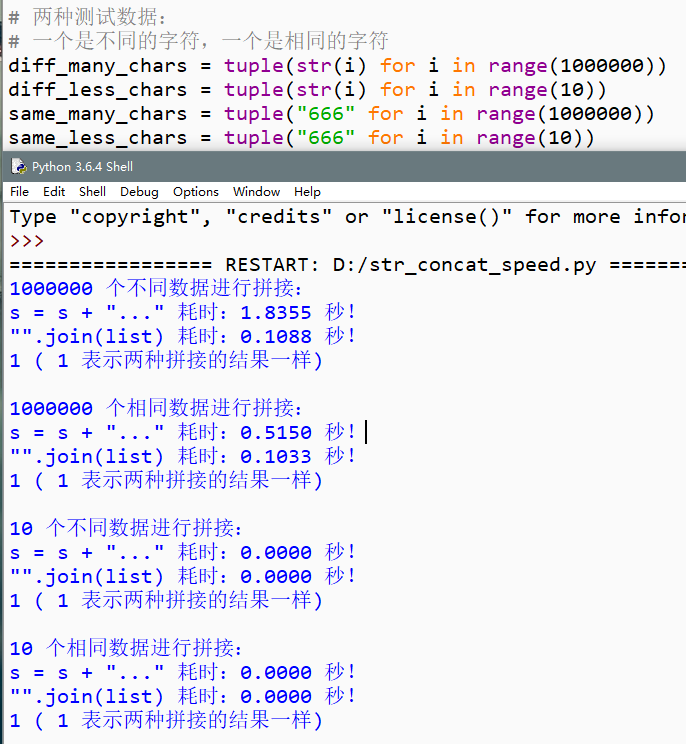 # 两种测试数据：
# 一个是不同的字符，一个是相同的字符
diff_many_chars = tuple(str(i) for i in range(1000000))
diff_less_chars = tuple(str(i) for i in range(10))
same_many_chars = tuple("666" for i in range(1000000))
same_less_chars = tuple("666" for i in range(10))
Python 3.6.4 Shell
File Edit Shell Debug Options Window Help
Type "copyright", "credits" or "license()" for more
>>>
================= RESTART: D:/str_concat_speed.py =======
1000000 个不同数据进行拼接：
s = s + "..." 耗时：1.8355 秒！
"".join(list) 耗时：0.1088 秒！
1 ( 1 表示两种拼接的结果一样)
1000000 个相同数据进行拼接：
s = s + "..." 耗时：0.5150 秒！
"".join(list) 耗时：0.1033 秒！
1 ( 1 表示两种拼接的结果一样)
10 个不同数据进行拼接：
s = s + "..." 耗时：0.0000 秒！
"".join(list) 耗时：0.0000 秒！
1 ( 1 表示两种拼接的结果一样)
10 个相同数据进行拼接：
s = s + "..." 耗时：0.0000 秒！
"".join(list) 耗时：0.0000 秒！
1 ( 1 表示两种拼接的结果一样)